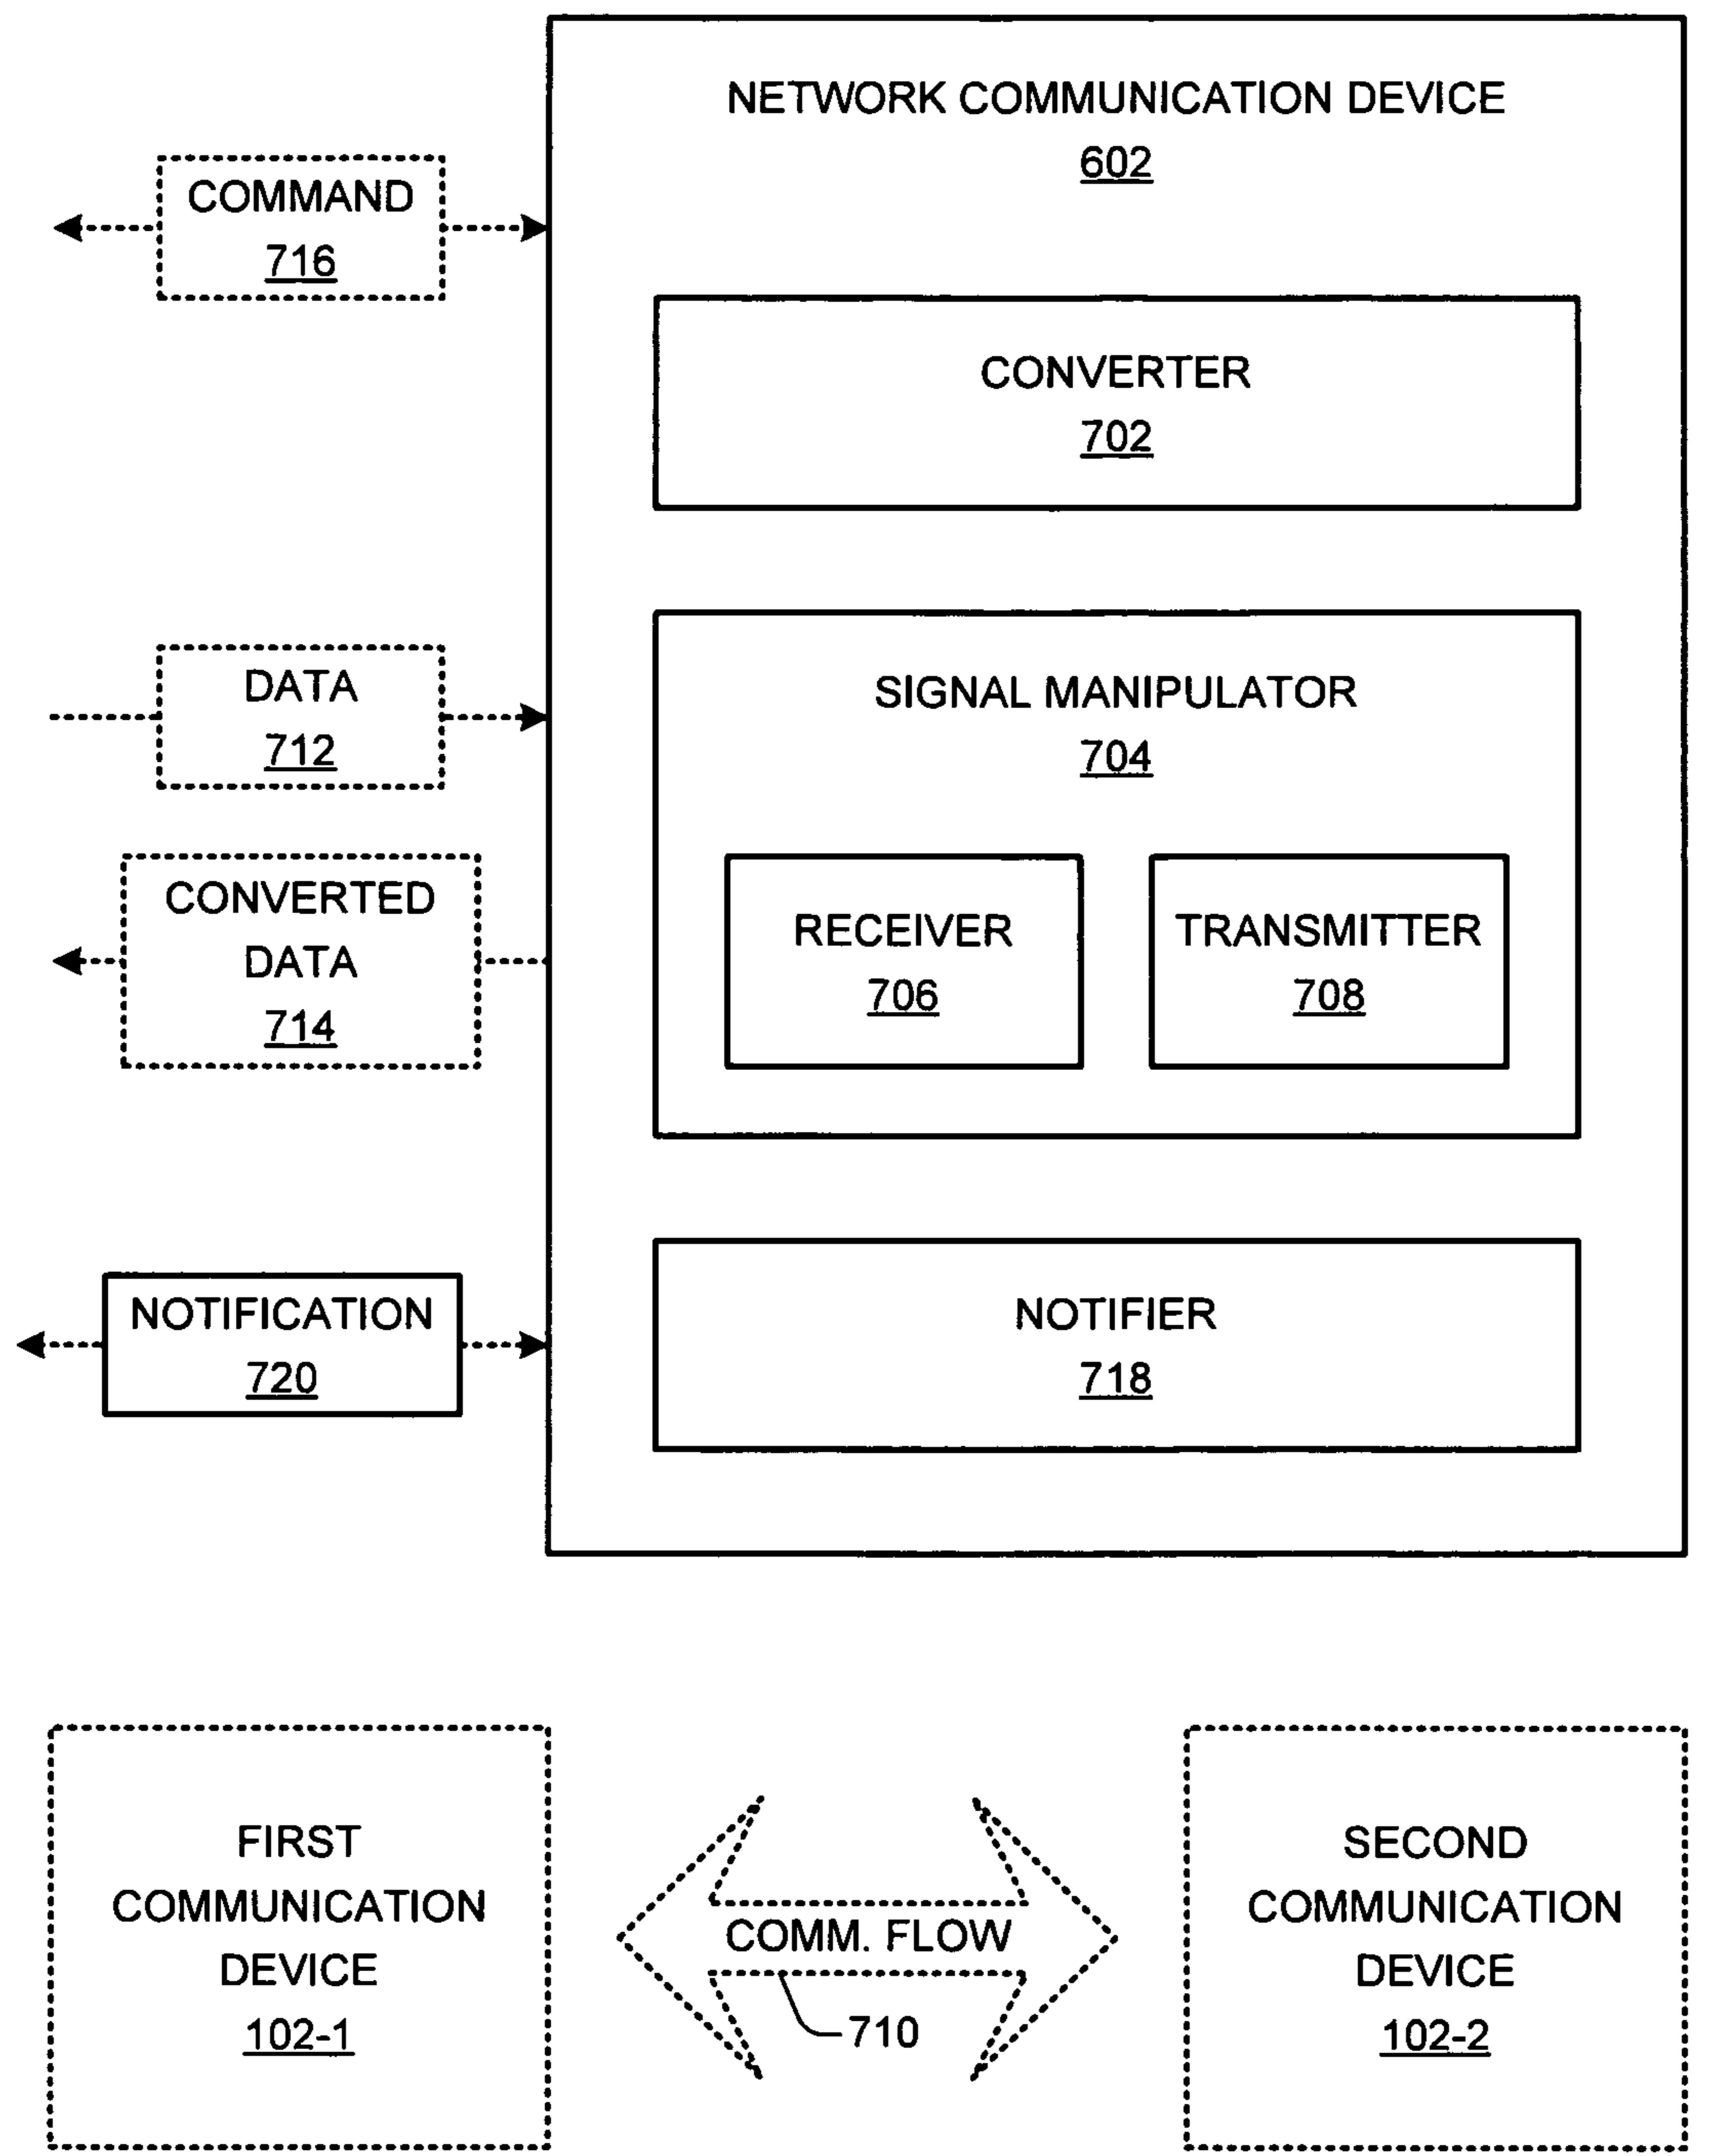 NETWORK COMMUNICATION DEVICE
602
COMMAND
716
CONVERTER
702
DATA
712
SIGNAL MANIPULATOR
704
CONVERTED
DATA
714
RECEIVER
706
TRANSMITTER
708
NOTIFICATION
720
NOTIFIER
718
FIRST
COMMUNICATION
DEVICE
102-1
COMM. FLOW
710
SECOND
COMMUNICATION
DEVICE
102-2